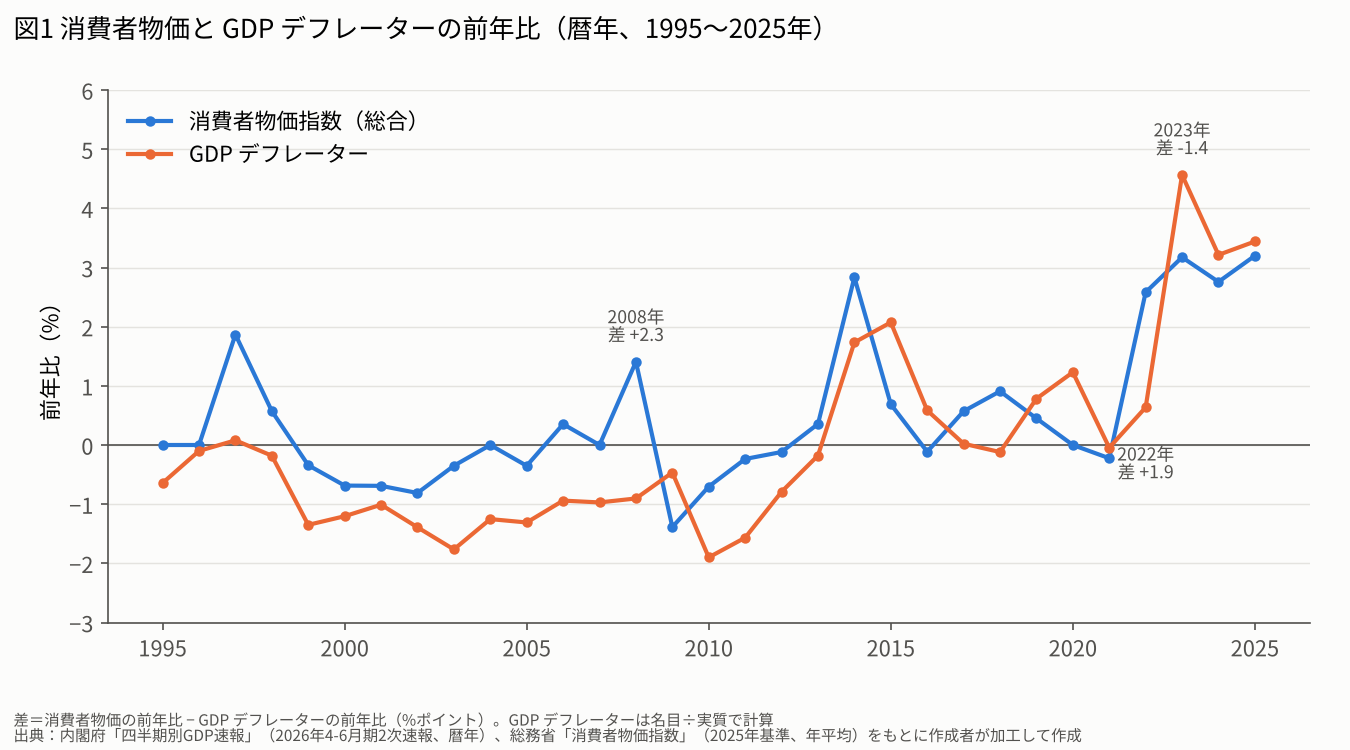 図1 消費者物価と GDP デフレーターの前年比（暦年、1995～2025年）
消費者物価指数（総合）
GDP デフレーター
前年比（%）
6
5
4
3
2
1
0
−1
−2
−3
2008年
差 +2.3
2023年
差 -1.4
2022年
差 +1.9
1995
2000
2005
2010
2015
2020
2025
差＝消費者物価の前年比 − GDP デフレーターの前年比（%ポイント）。GDP デフレーターは名目÷実質で計算
出典：内閣府「四半期別GDP速報」（2026年4-6月期2次速報、暦年）、総務省「消費者物価指数」（2025年基準、年平均）をもとに作成者が加工して作成